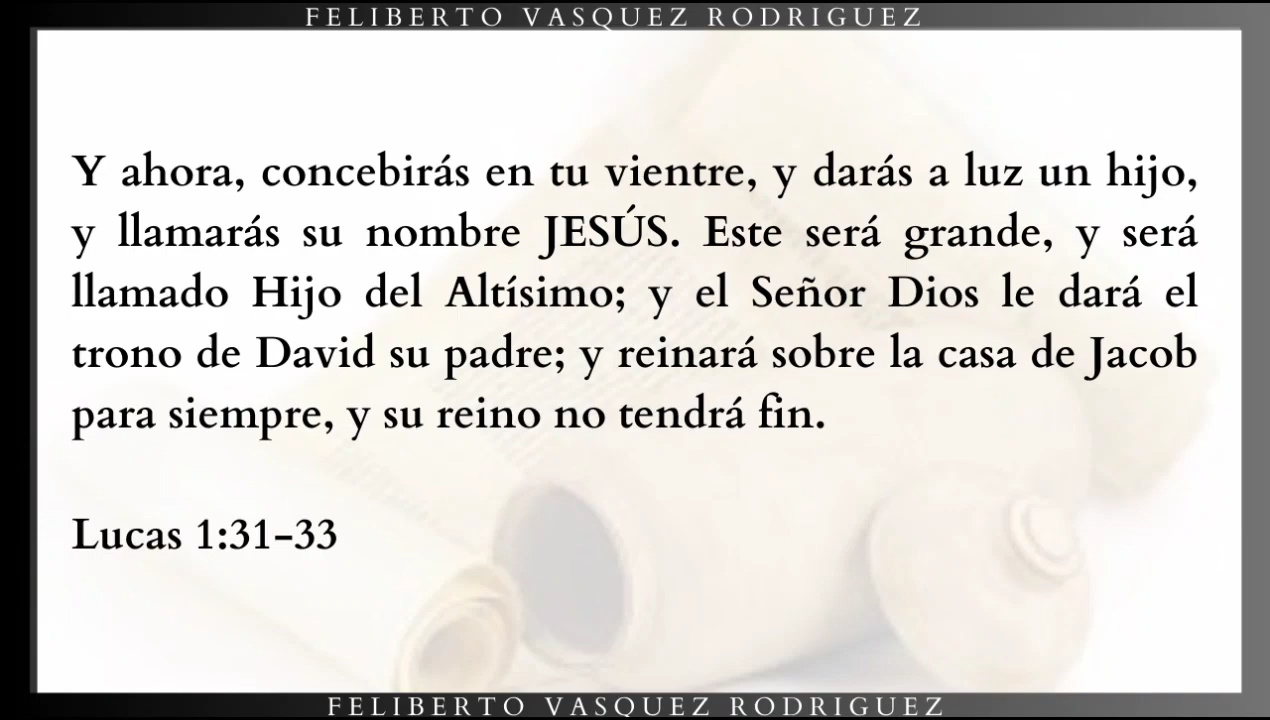 FELIBERTO VASQUEZ RODRIGUEZ
Y ahora, concebirás en tu vientre, y darás a luz un hijo,
y llamarás su nombre JESÚS. Este será grande, y será
llamado Hijo del Altísimo; y el Señor Dios le dará el
trono de David su padre; y reinará sobre la casa de Jacob
para siempre, y su reino no tendrá fin.
Lucas 1:31-33
FELIBERTO VASQUEZ RODRIGUEZ